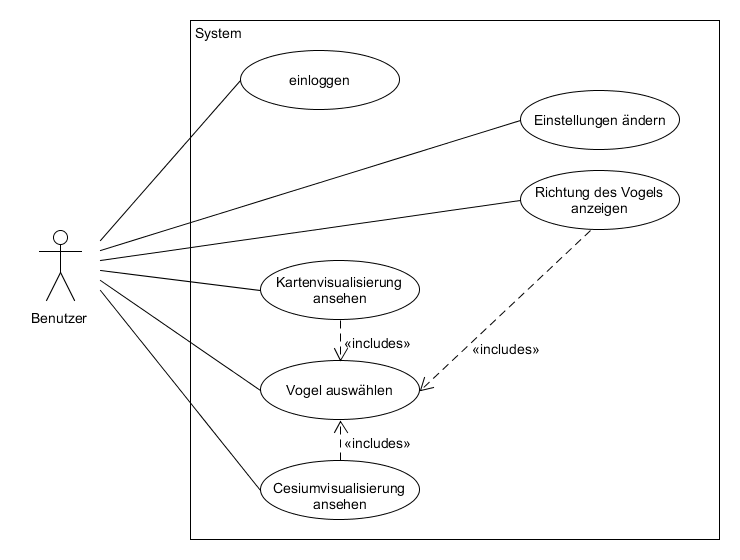 System
einloggen
Einstellungen ändern
Richtung des Vogels
anzeigen
Kartenvisualisierung
ansehen
Benutzer
«includes»
«includes»
Vogel auswählen
«includes»
Cesiumvisualisierung
ansehen